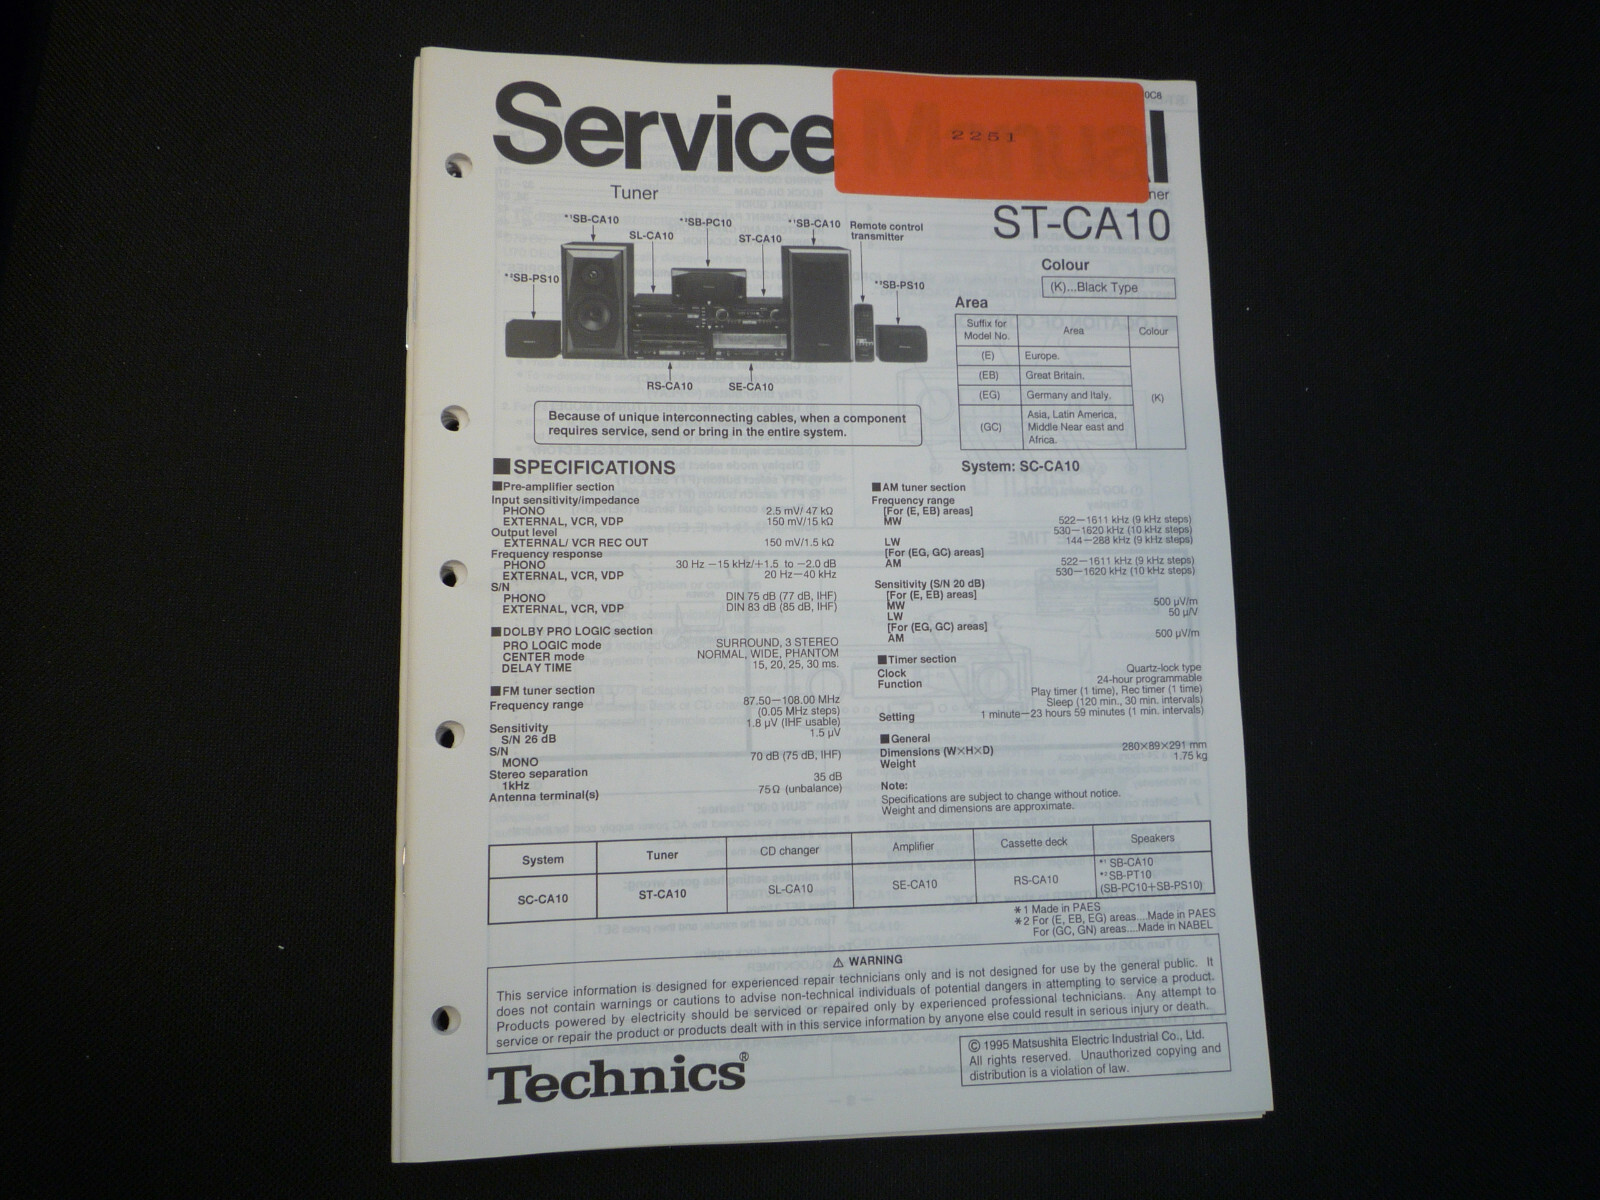 Service Manual
2251
0C8
Tuner
ST-CA10
*¹SB-CA10
SL-CA10
*²SB-PC10
ST-CA10
*¹SB-CA10
Remote control
transmitter
*²SB-PS10
*²SB-PS10
RS-CA10
SE-CA10
Colour
(K)...Black Type
Area
Suffix for Model No. Area Colour
(E) Europe. (K)
(EB) Great Britain.
(EG) Germany and Italy.
(GC) Asia, Latin America, Middle Near east and Africa.
Because of unique interconnecting cables, when a component
requires service, send or bring in the entire system.
■SPECIFICATIONS
System: SC-CA10
■Pre-amplifier section
Input sensitivity/impedance
PHONO 2.5 mV/ 47 kΩ
EXTERNAL, VCR, VDP 150 mV/15 kΩ
Output level
EXTERNAL/ VCR REC OUT 150 mV/1.5 kΩ
Frequency response
PHONO 30 Hz −15 kHz/+1.5 to −2.0 dB
EXTERNAL, VCR, VDP 20 Hz−40 kHz
S/N
PHONO DIN 75 dB (77 dB, IHF)
EXTERNAL, VCR, VDP DIN 83 dB (85 dB, IHF)
■DOLBY PRO LOGIC section
PRO LOGIC mode SURROUND, 3 STEREO
CENTER mode NORMAL, WIDE, PHANTOM
DELAY TIME 15, 20, 25, 30 ms.
■FM tuner section
Frequency range 87.50−108.00 MHz
(0.05 MHz steps)
Sensitivity 1.8 µV (IHF usable)
S/N 26 dB 1.5 µV
S/N
MONO 70 dB (75 dB, IHF)
Stereo separation
1kHz 35 dB
Antenna terminal(s) 75Ω (unbalance)
■AM tuner section
Frequency range
[For (E, EB) areas]
MW 522−1611 kHz (9 kHz steps)
530−1620 kHz (10 kHz steps)
LW 144−288 kHz (9 kHz steps)
[For (EG, GC) areas]
AM 522−1611 kHz (9 kHz steps)
530−1620 kHz (10 kHz steps)
Sensitivity (S/N 20 dB)
[For (E, EB) areas]
MW 500 µV/m
LW 50 µ/V
[For (EG, GC) areas]
AM 500 µV/m
■Timer section
Clock Quartz-lock type
Function 24-hour programmable
Play timer (1 time), Rec timer (1 time)
Sleep (120 min., 30 min. intervals)
Setting 1 minute−23 hours 59 minutes (1 min. intervals)
■General
Dimensions (W×H×D) 280×89×291 mm
Weight 1.75 kg
Note:
Specifications are subject to change without notice.
Weight and dimensions are approximate.
System Tuner CD changer Amplifier Cassette deck Speakers
SC-CA10 ST-CA10 SL-CA10 SE-CA10 RS-CA10 *¹ SB-CA10
*²SB-PT10
(SB-PC10+SB-PS10)
*1 Made in PAES
*2 For (E, EB, EG) areas....Made in PAES
For (GC, GN) areas....Made in NABEL
⚠ WARNING
This service information is designed for experienced repair technicians only and is not designed for use by the general public. It
does not contain warnings or cautions to advise non-technical individuals of potential dangers in attempting to service a product.
Products powered by electricity should be serviced or repaired only by experienced professional technicians. Any attempt to
service or repair the product or products dealt with in this service information by anyone else could result in serious injury or death.
Technics®
© 1995 Matsushita Electric Industrial Co., Ltd.
All rights reserved. Unauthorized copying and
distribution is a violation of law.